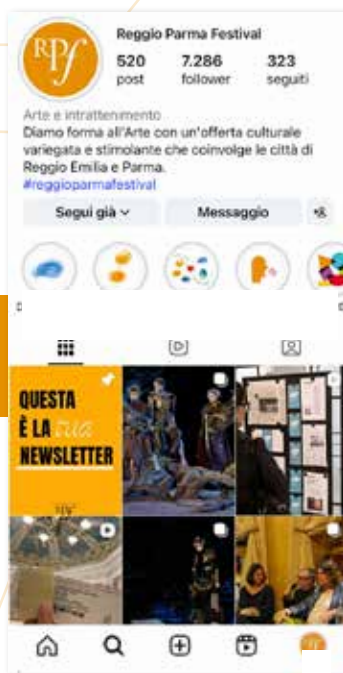 RPf
Reggio Parma Festival
520 7.286 323
post follower seguiti
Arte e intrattenimento
Diamo forma all'Arte con un'offerta culturale
variegata e stimolante che coinvolge le città di
Reggio Emilia e Parma.
#reggioparmafestival
Segui già Messaggio
QUESTA
È LA tua
NEWSLETTER
RPf
RPf